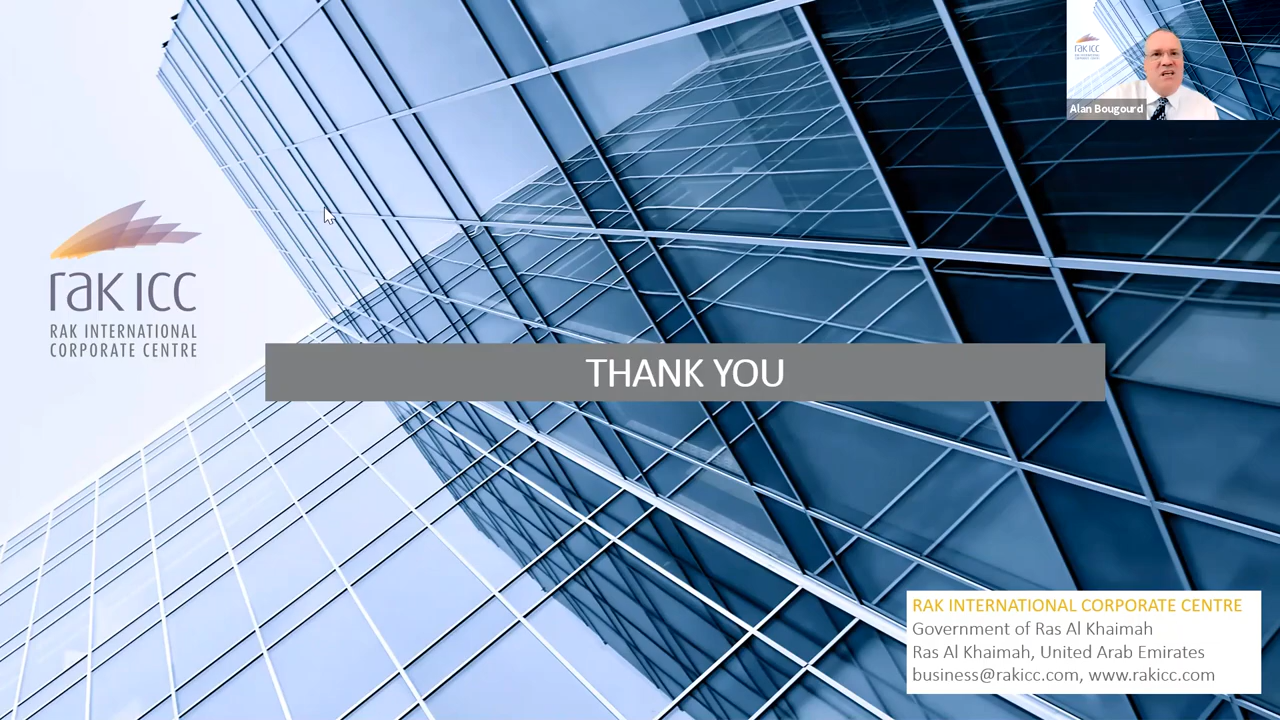 Alan Bougourd
rak icc
RAK INTERNATIONAL
CORPORATE CENTRE
THANK YOU
RAK INTERNATIONAL CORPORATE CENTRE
Government of Ras Al Khaimah
Ras Al Khaimah, United Arab Emirates
business@rakicc.com, www.rakicc.com